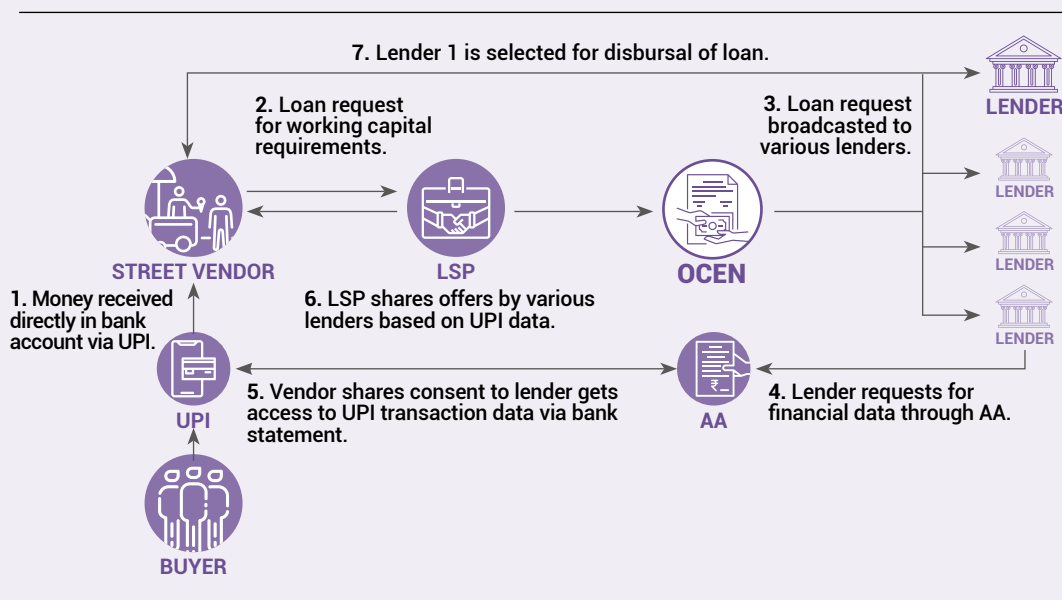 7. Lender 1 is selected for disbursal of loan.
2. Loan request
for working capital
requirements.
3. Loan request
broadcasted to
various lenders.
LENDER
LENDER
LENDER
LENDER
STREET VENDOR
LSP
OCEN
1. Money received
directly in bank
account via UPI.
6. LSP shares offers by various
lenders based on UPI data.
₹
UPI
5. Vendor shares consent to lender gets
access to UPI transaction data via bank
statement.
AA
4. Lender requests for
financial data through AA.
BUYER